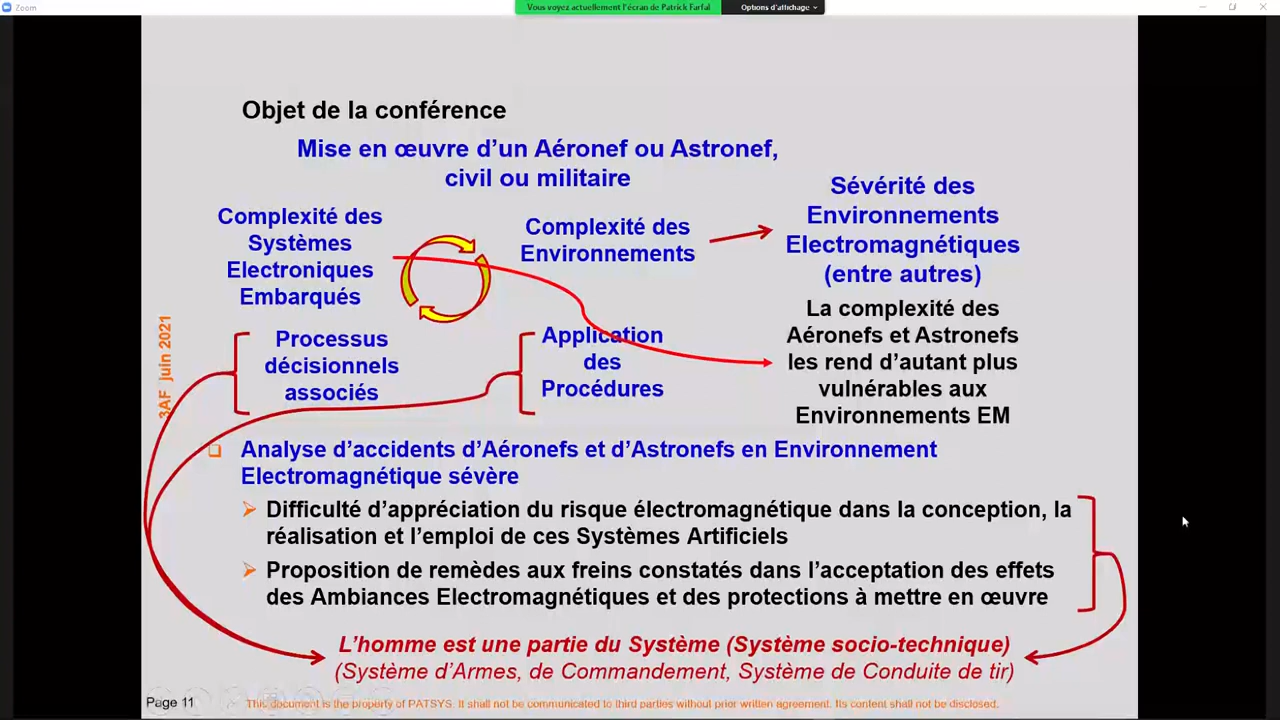 Zoom
Vous voyez actuellement l'écran de Patrick Farfal
Options d'affichage
Objet de la conférence
Mise en œuvre d'un Aéronef ou Astronef,
civil ou militaire
Complexité des
Systèmes
Electroniques
Embarqués
Complexité des
Environnements
Sévérité des
Environnements
Electromagnétiques
(entre autres)
La complexité des
Aéronefs et Astronefs
les rend d'autant plus
vulnérables aux
Environnements EM
Processus
décisionnels
associés
Application
des
Procédures
3AF juin 2021
Analyse d'accidents d'Aéronefs et d'Astronefs en Environnement
Electromagnétique sévère
Difficulté d'appréciation du risque électromagnétique dans la conception, la
réalisation et l'emploi de ces Systèmes Artificiels
Proposition de remèdes aux freins constatés dans l'acceptation des effets
des Ambiances Electromagnétiques et des protections à mettre en œuvre
L'homme est une partie du Système (Système socio-technique)
(Système d'Armes, de Commandement, Système de Conduite de tir)
Page 11
This document is the property of PATSYS. It shall not be communicated to third parties without prior written agreement. Its content shall not be disclosed.